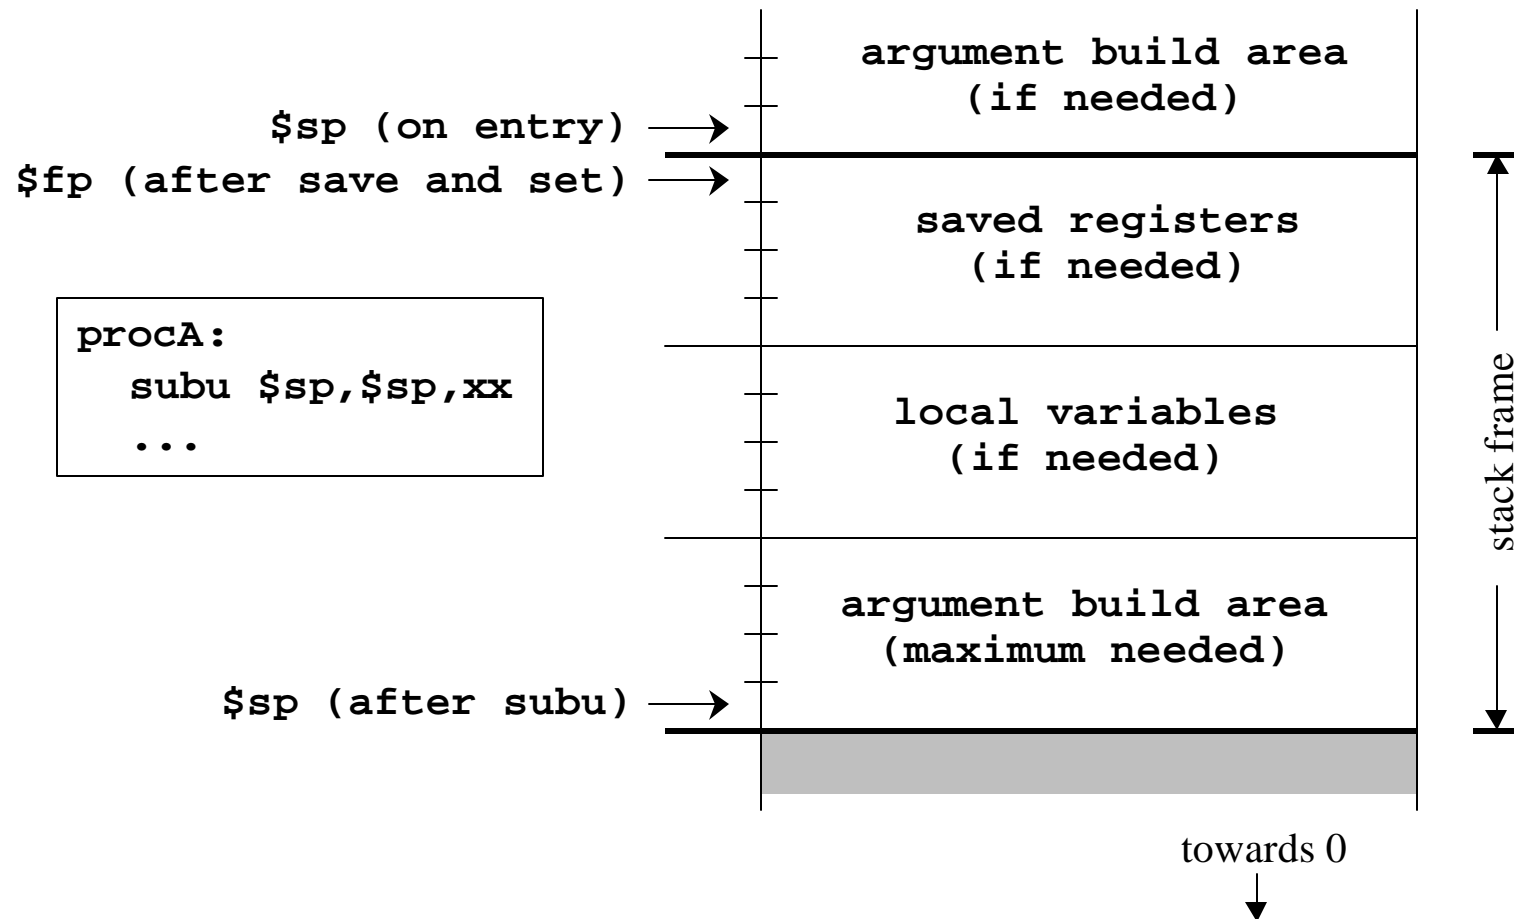 argument build area
(if needed)
$sp (on entry)
$fp (after save and set)
saved registers
(if needed)
procA:
subu $sp,$sp,xx
...
local variables
(if needed)
stack frame
argument build area
(maximum needed)
$sp (after subu)
towards 0